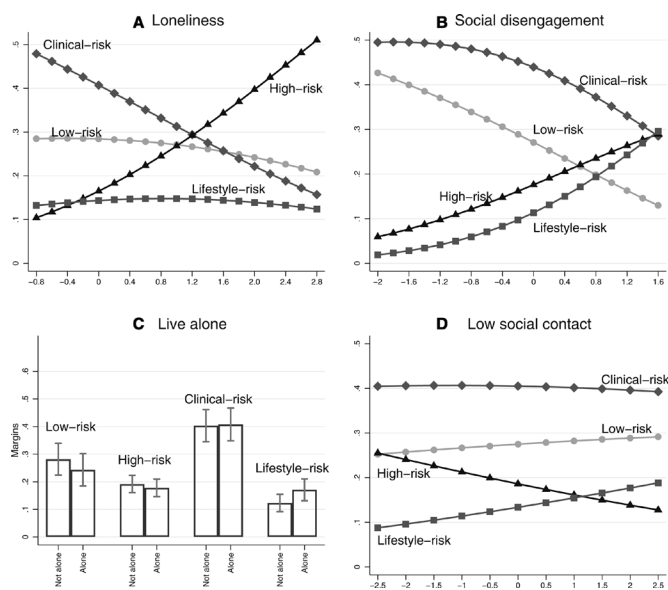 A Loneliness
.5
.4
.3
.2
.1
0
Clinical–risk
High–risk
Low–risk
Lifestyle–risk
−0.8 −0.4 0 0.4 0.8 1.2 1.6 2.0 2.4 2.8
B Social disengagement
.5
.4
.3
.2
.1
0
Clinical–risk
Low–risk
High–risk
Lifestyle–risk
−2 −1.6 −1.2 −0.8 −0.4 0 0.4 0.8 1.2 1.6
C Live alone
Margins
.6
.5
.4
.3
.2
.1
0
Clinical–risk
Low–risk
High–risk
Lifestyle–risk
Not alone Alone Not alone Alone Not alone Alone Not alone Alone
D Low social contact
.5
.4
.3
.2
.1
0
Clinical–risk
Low–risk
High–risk
Lifestyle–risk
−2.5 −2 −1.5 −1 −0.5 0 0.5 1 1.5 2 2.5